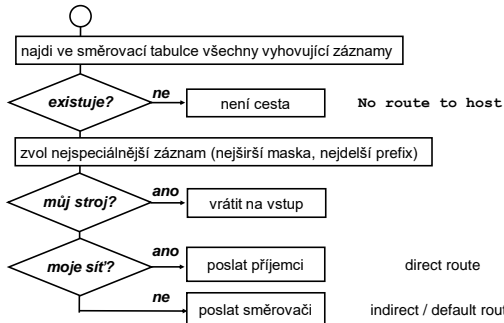 najdi ve směrovací tabulce všechny vyhovující záznamy
existuje?
ne
není cesta
No route to host
zvol nejspeciálnější záznam (nejširší maska, nejdelší prefix)
můj stroj?
ano
vrátit na vstup
moje síť?
ano
poslat příjemci
direct route
ne
poslat směrovači
indirect / default rout